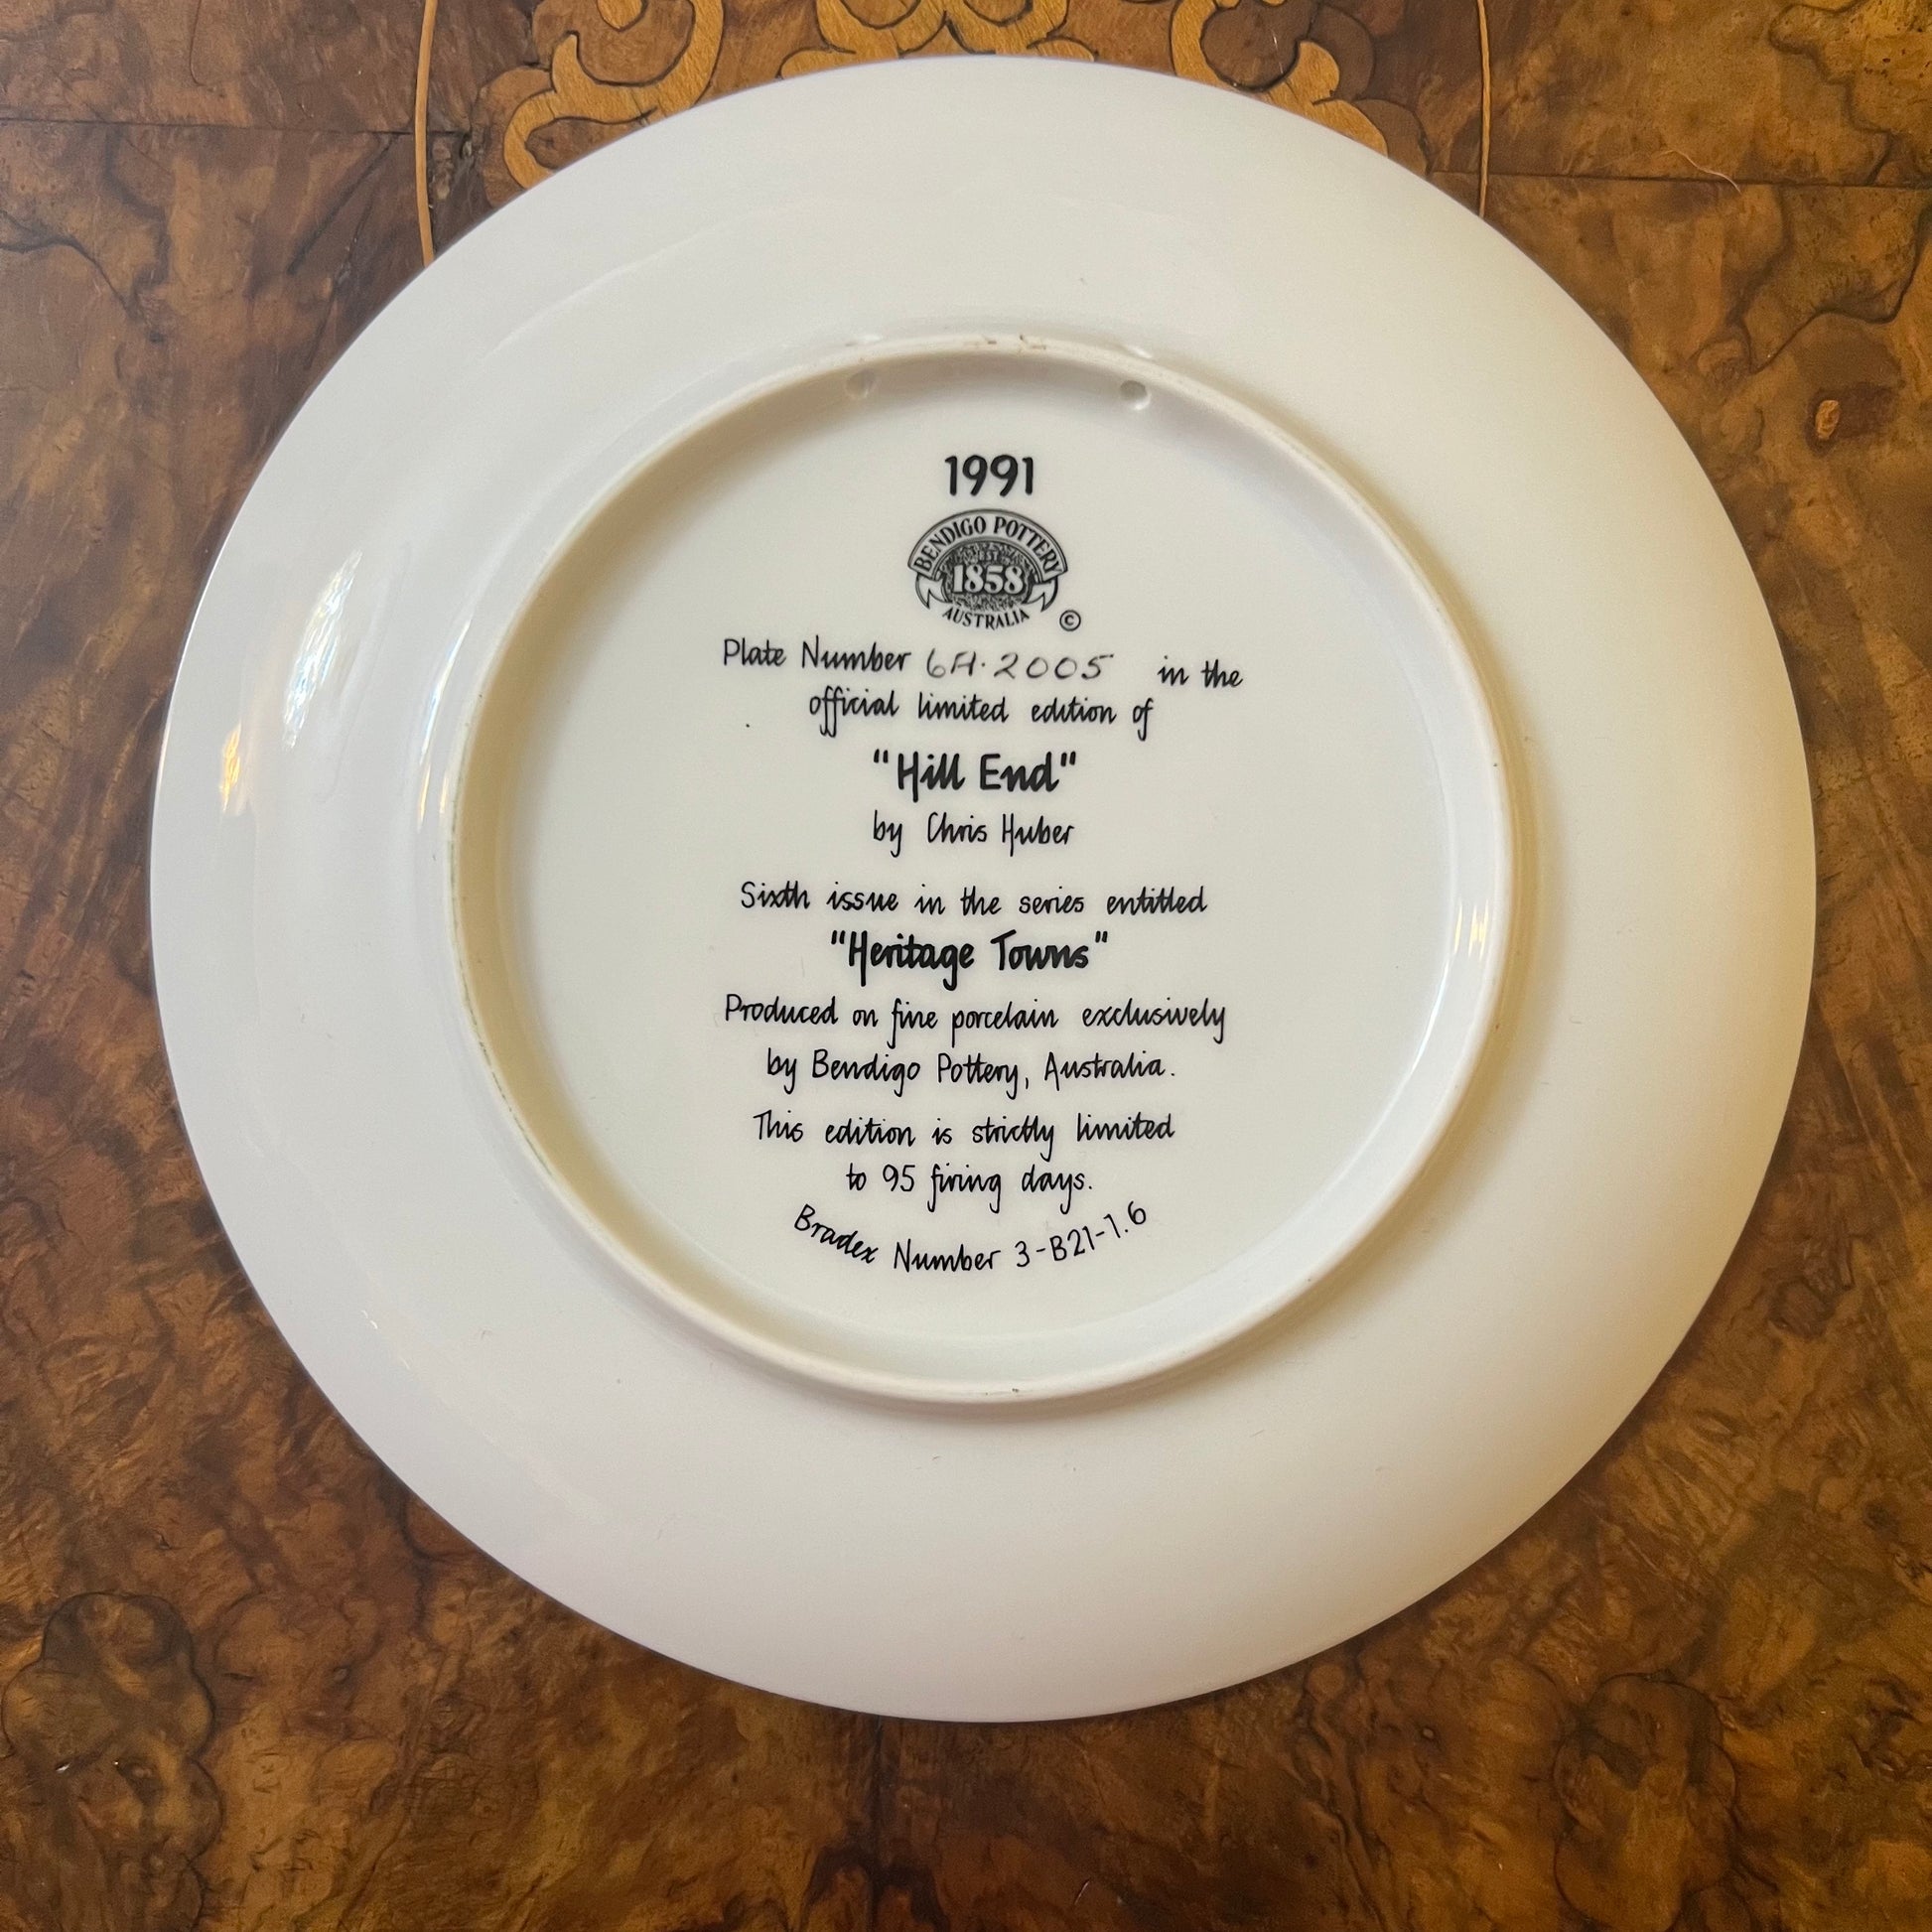 1991
BENDIGO POTTERY
EST
1858
AUSTRALIA ©
Plate Number 6A·2005 in the
official limited edition of
"Hill End"
by Chris Huber
Sixth issue in the series entitled
"Heritage Towns"
Produced on fine porcelain exclusively
by Bendigo Pottery, Australia.
This edition is strictly limited
to 95 firing days.
Bradex Number 3-B21-1.6